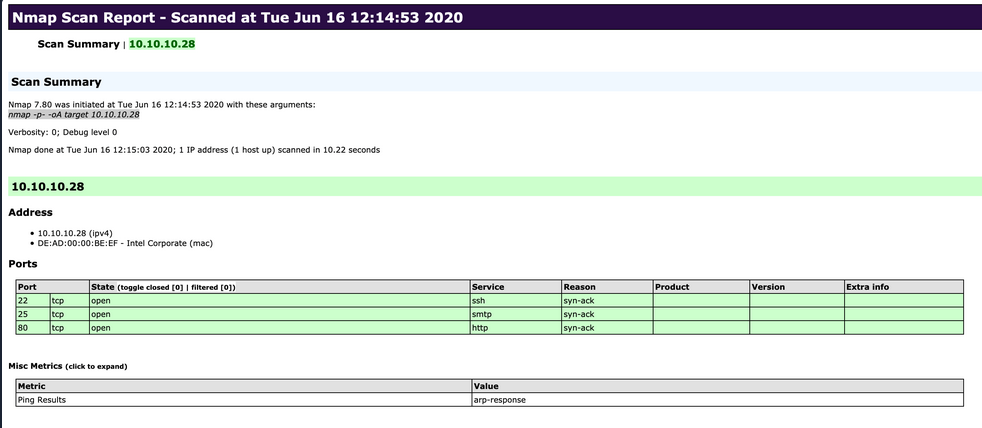 Nmap Scan Report - Scanned at Tue Jun 16 12:14:53 2020
Scan Summary | 10.10.10.28
Scan Summary
Nmap 7.80 was initiated at Tue Jun 16 12:14:53 2020 with these arguments:
nmap -p- -oA target 10.10.10.28
Verbosity: 0; Debug level 0
Nmap done at Tue Jun 16 12:15:03 2020; 1 IP address (1 host up) scanned in 10.22 seconds
10.10.10.28
Address
• 10.10.10.28 (ipv4)
• DE:AD:00:00:BE:EF - Intel Corporate (mac)
Ports
Port State (toggle closed [0] | filtered [0]) Service Reason Product Version Extra info
22 tcp open ssh syn-ack
25 tcp open smtp syn-ack
80 tcp open http syn-ack
Misc Metrics (click to expand)
Metric Value
Ping Results arp-response